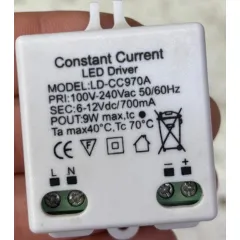 Constant Current
LED Driver
MODEL:LD-CC970A
PRI:100V-240Vac 50/60Hz
SEC:6-12Vdc/700mA
POUT:9W max,tc
Ta max40°C,Tc 70°C
L N
- +